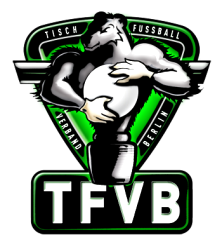 TISCH FUSSBALL
VERBAND BERLIN
TFVB